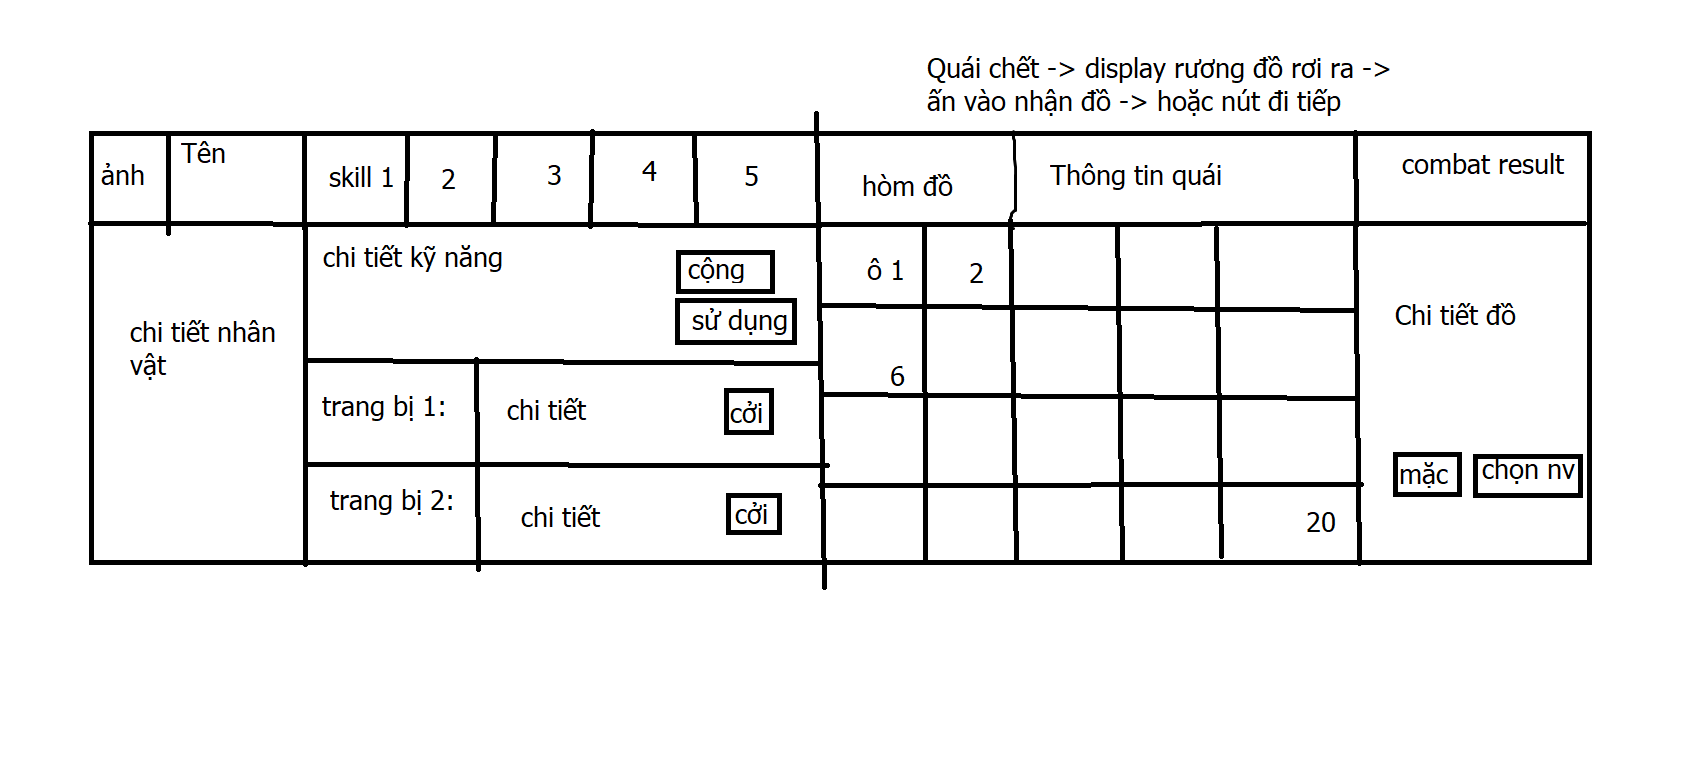 Quái chết -> display rương đồ rơi ra ->
ấn vào nhận đồ -> hoặc nút đi tiếp
ảnh
Tên
skill 1
2
3
4
5
hòm đồ
Thông tin quái
combat result
chi tiết nhân
vật
chi tiết kỹ năng
cộng
sử dụng
trang bị 1:
chi tiết
cởi
trang bị 2:
chi tiết
cởi
ô 1
2
6
20
Chi tiết đồ
mặc
chọn nv